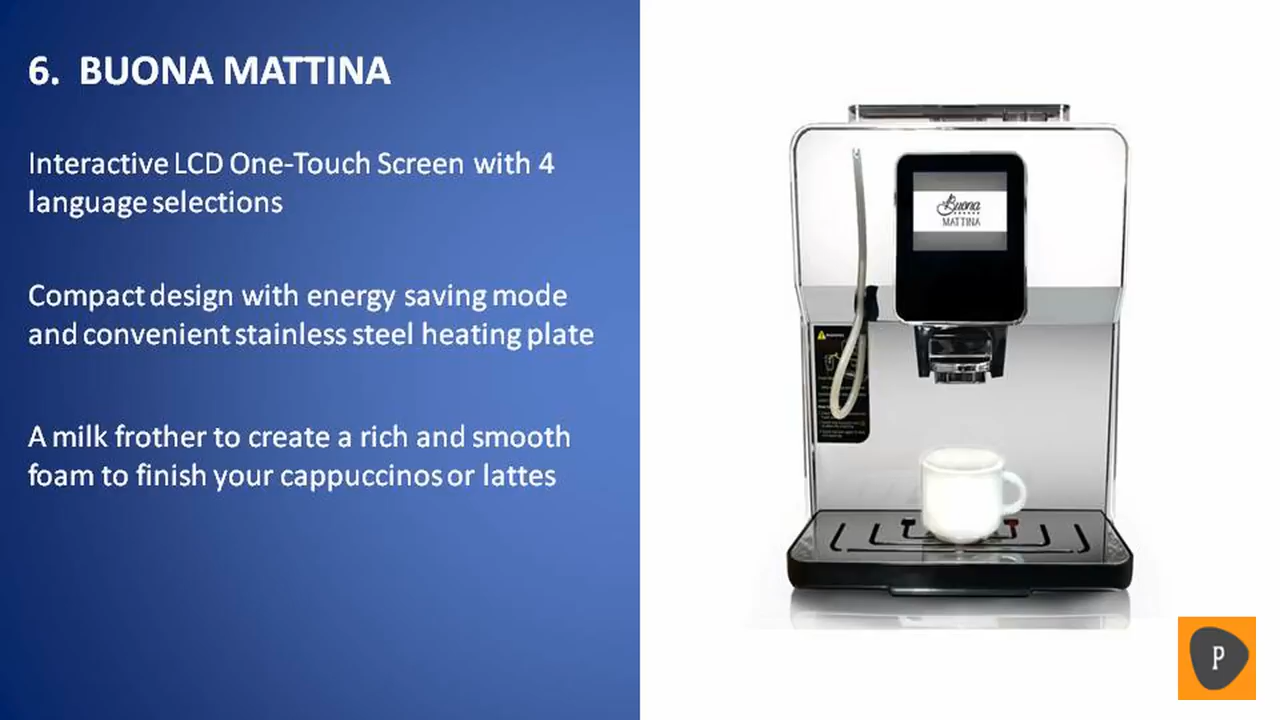 6. BUONA MATTINA
Interactive LCD One-Touch Screen with 4
language selections
Compact design with energy saving mode
and convenient stainless steel heating plate
A milk frother to create a rich and smooth
foam to finish your cappuccinos or lattes
Buona
MATTINA
P